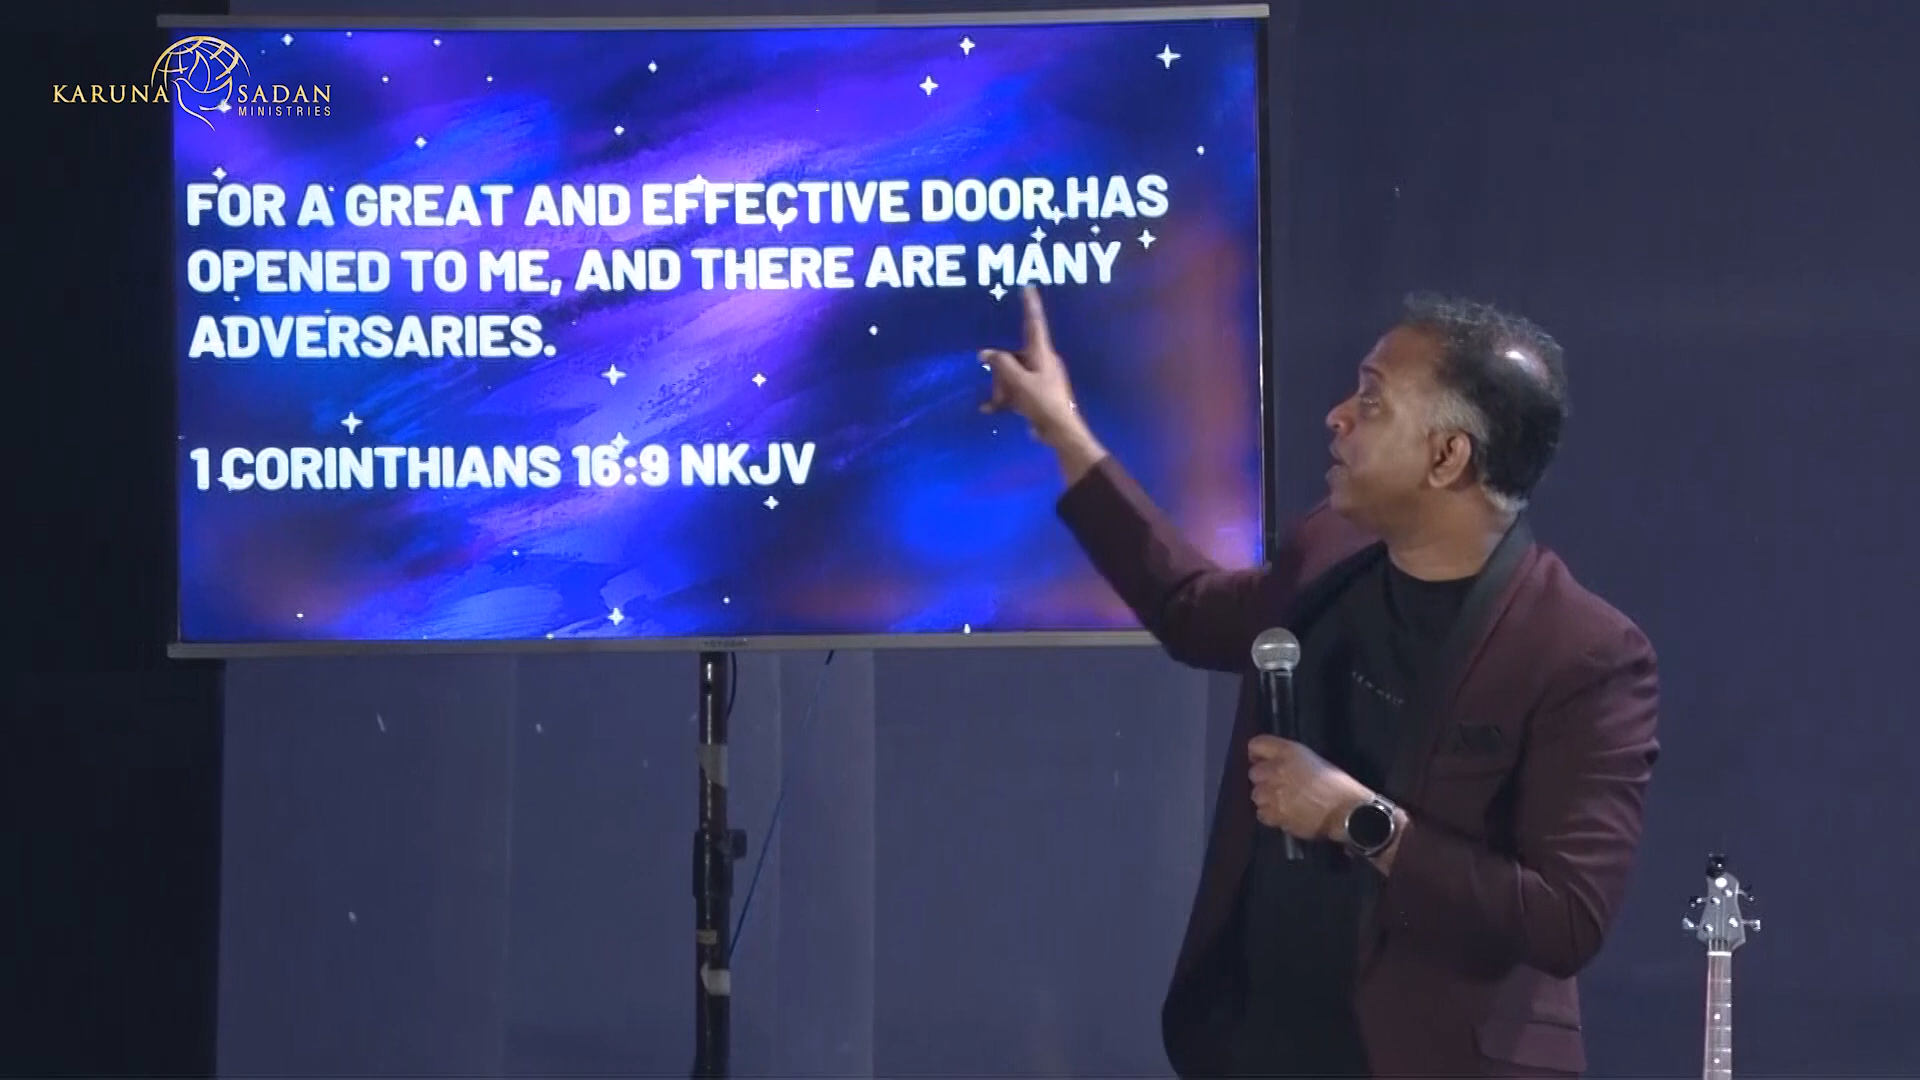 KARUNA SADAN
MINISTRIES
FOR A GREAT AND EFFECTIVE DOOR HAS
OPENED TO ME, AND THERE ARE MANY
ADVERSARIES.
1 CORINTHIANS 16:9 NKJV